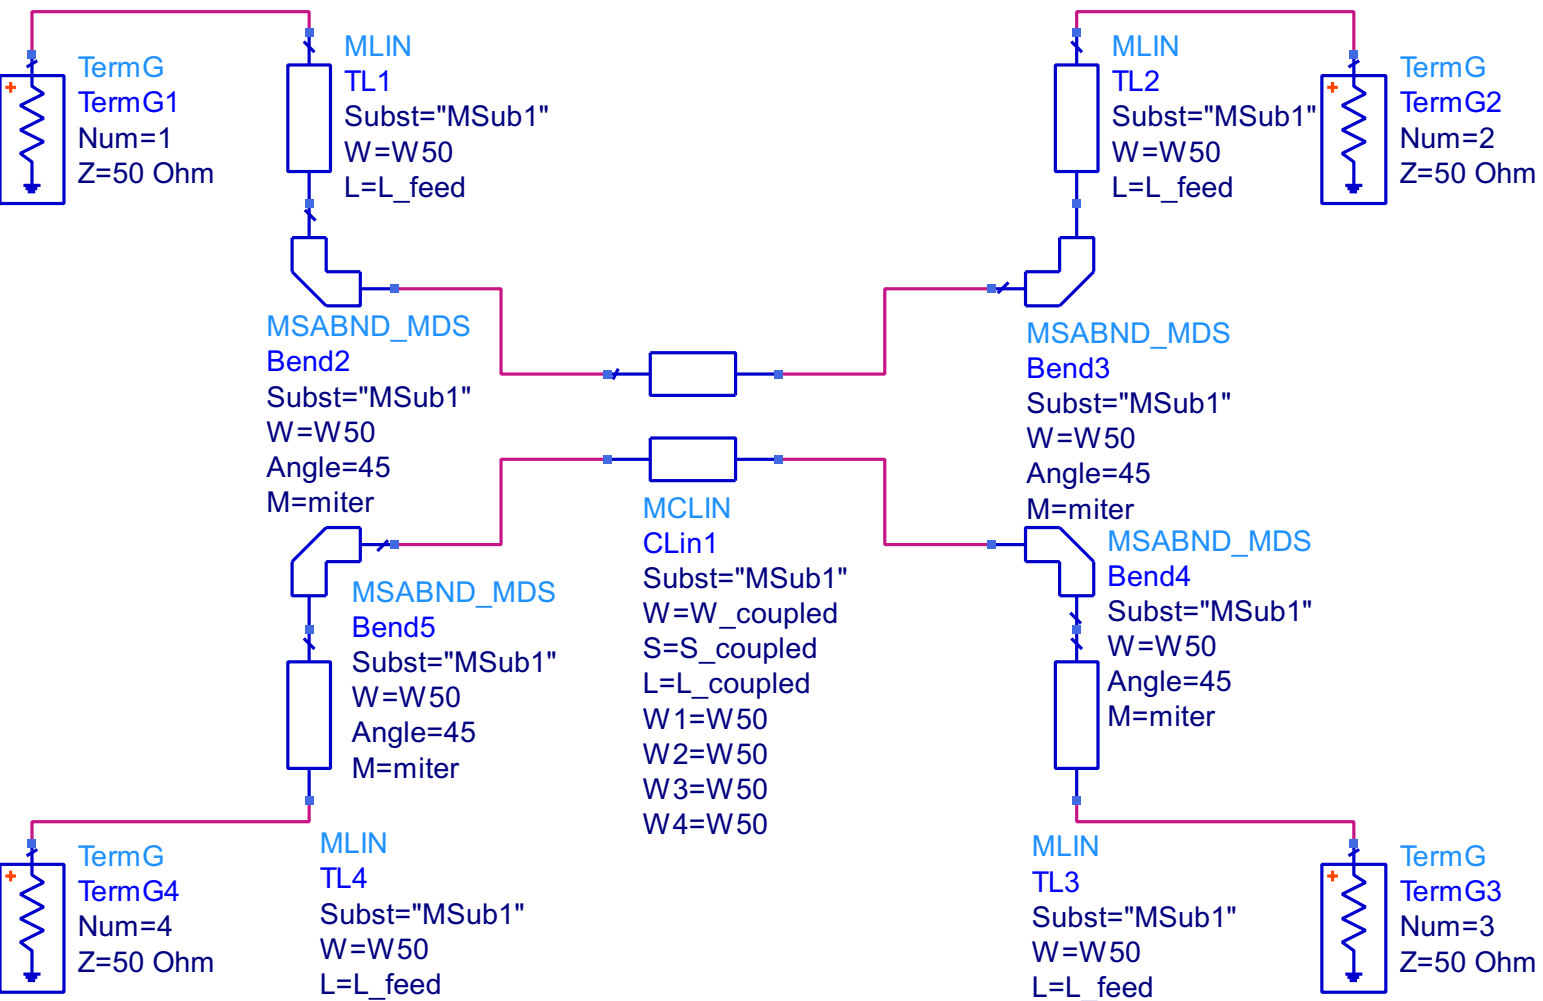 TermG
TermG1
Num=1
Z=50 Ohm
MLIN
TL1
Subst="MSub1"
W=W50
L=L_feed
MLIN
TL2
Subst="MSub1"
W=W50
L=L_feed
TermG
TermG2
Num=2
Z=50 Ohm
MSABND_MDS
Bend2
Subst="MSub1"
W=W50
Angle=45
M=miter
MSABND_MDS
Bend3
Subst="MSub1"
W=W50
Angle=45
M=miter
MCLIN
CLin1
Subst="MSub1"
W=W_coupled
S=S_coupled
L=L_coupled
W1=W50
W2=W50
W3=W50
W4=W50
MSABND_MDS
Bend5
Subst="MSub1"
W=W50
Angle=45
M=miter
MSABND_MDS
Bend4
Subst="MSub1"
W=W50
Angle=45
M=miter
TermG
TermG4
Num=4
Z=50 Ohm
MLIN
TL4
Subst="MSub1"
W=W50
L=L_feed
MLIN
TL3
Subst="MSub1"
W=W50
L=L_feed
TermG
TermG3
Num=3
Z=50 Ohm